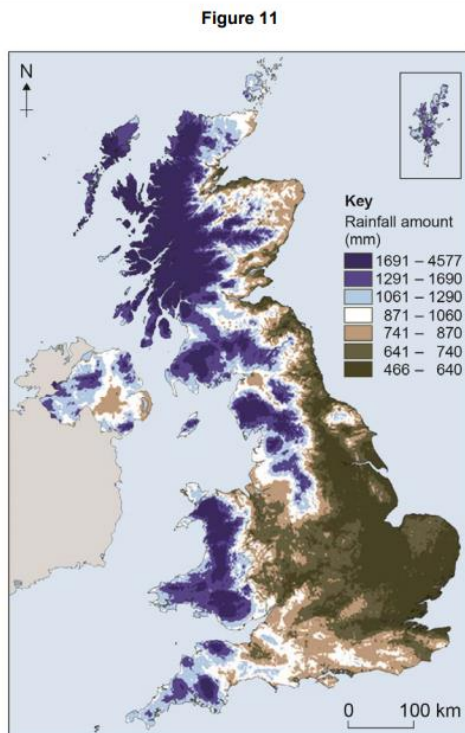 Figure 11
N
Key
Rainfall amount
(mm)
1691 – 4577
1291 – 1690
1061 – 1290
871 – 1060
741 – 870
641 – 740
466 – 640
0 100 km